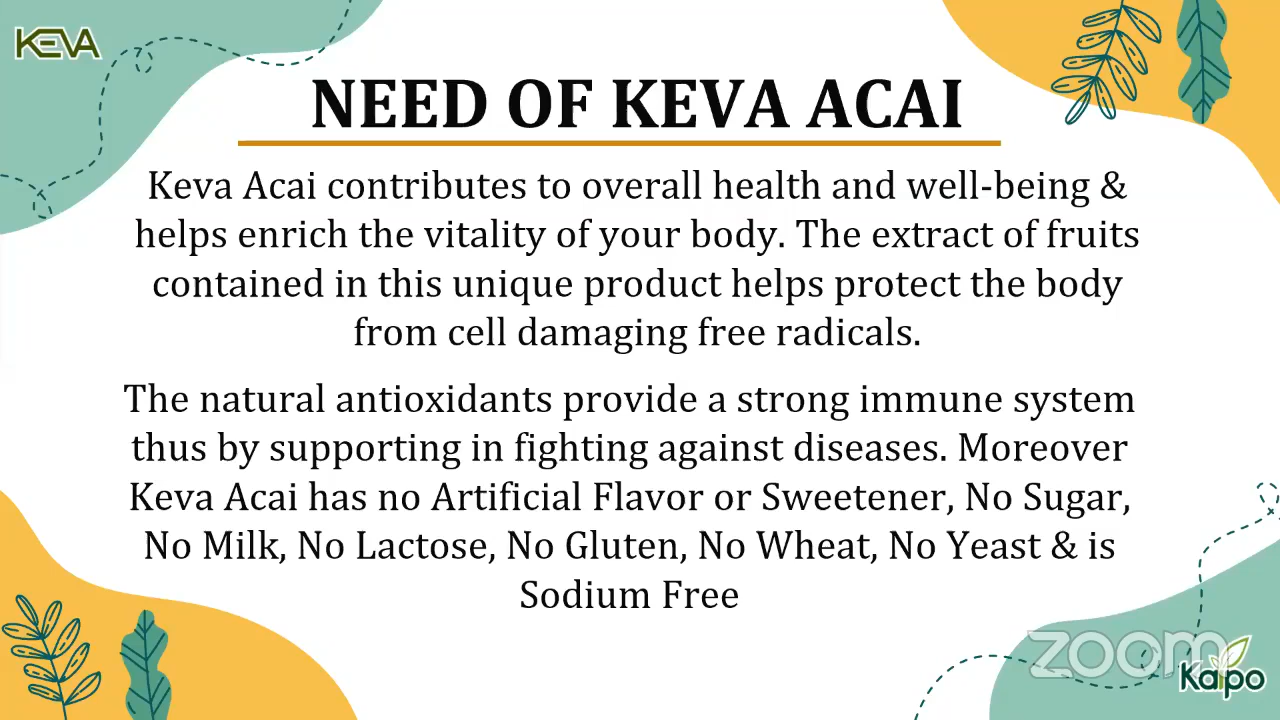 KEVA
NEED OF KEVA ACAI
Keva Acai contributes to overall health and well-being &
helps enrich the vitality of your body. The extract of fruits
contained in this unique product helps protect the body
from cell damaging free radicals.
The natural antioxidants provide a strong immune system
thus by supporting in fighting against diseases. Moreover
Keva Acai has no Artificial Flavor or Sweetener, No Sugar,
No Milk, No Lactose, No Gluten, No Wheat, No Yeast & is
Sodium Free
zoom
Kaipo